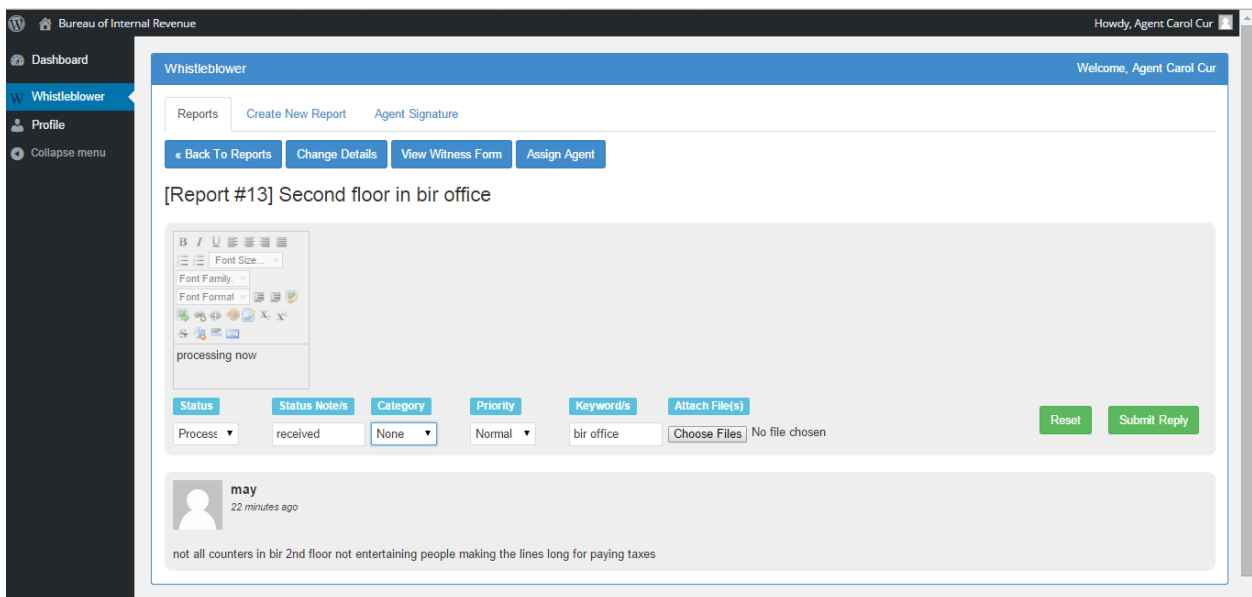 Bureau of Internal Revenue
Howdy, Agent Carol Cur
Dashboard
Whistleblower
Profile
Collapse menu
Whistleblower
Welcome, Agent Carol Cur
Reports Create New Report Agent Signature
« Back To Reports Change Details View Witness Form Assign Agent
[Report #13] Second floor in bir office
B I U
Font Size...
Font Family.
Font Format
X₂ X²
S
processing now
Status Status Note/s Category Priority Keyword/s Attach File(s)
Process received None Normal bir office Choose Files No file chosen
Reset Submit Reply
may
22 minutes ago
not all counters in bir 2nd floor not entertaining people making the lines long for paying taxes